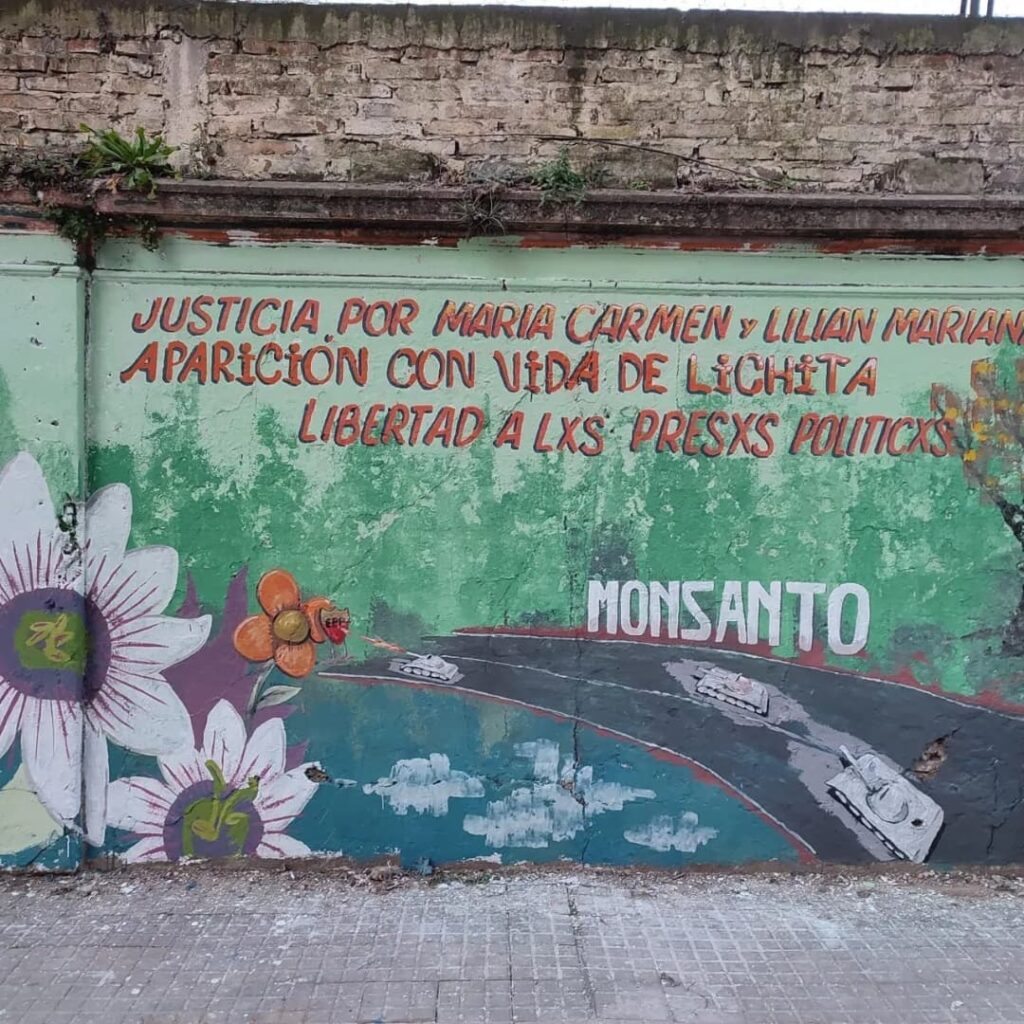 JUSTICIA POR MARIA CARMEN Y LILIAN MARIAN
APARICIÓN CON VIDA DE LICHITA
LIBERTAD A LXS PRESXS POLITICXS
MONSANTO